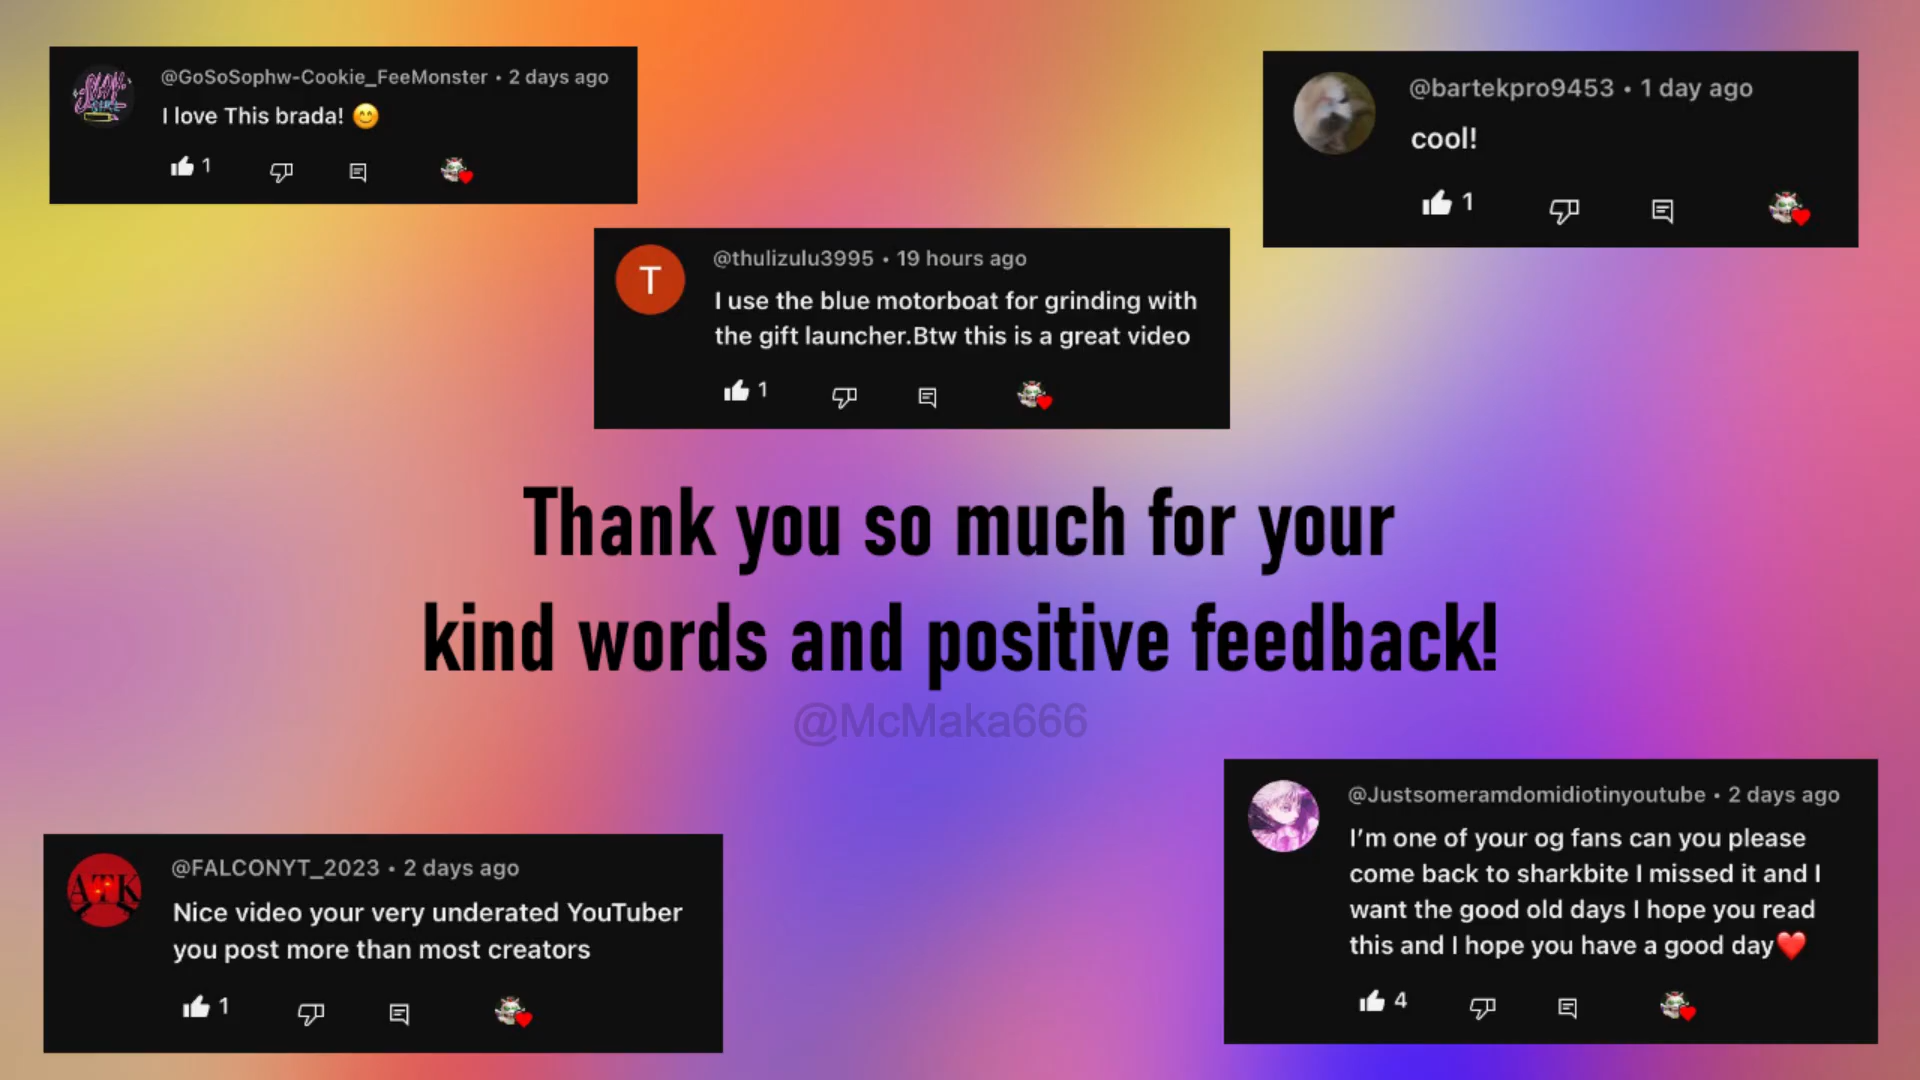 @GoSoSophw-Cookie_FeeMonster • 2 days ago
I love This brada! 😊
1
@bartekpro9453 • 1 day ago
cool!
1
T
@thulizulu3995 • 19 hours ago
I use the blue motorboat for grinding with
the gift launcher.Btw this is a great video
1
Thank you so much for your
kind words and positive feedback!
@McMaka666
ATK
@FALCONYT_2023 • 2 days ago
Nice video your very underated YouTuber
you post more than most creators
1
@Justsomeramdomidiotinyoutube • 2 days ago
I’m one of your og fans can you please
come back to sharkbite I missed it and I
want the good old days I hope you read
this and I hope you have a good day❤️
4